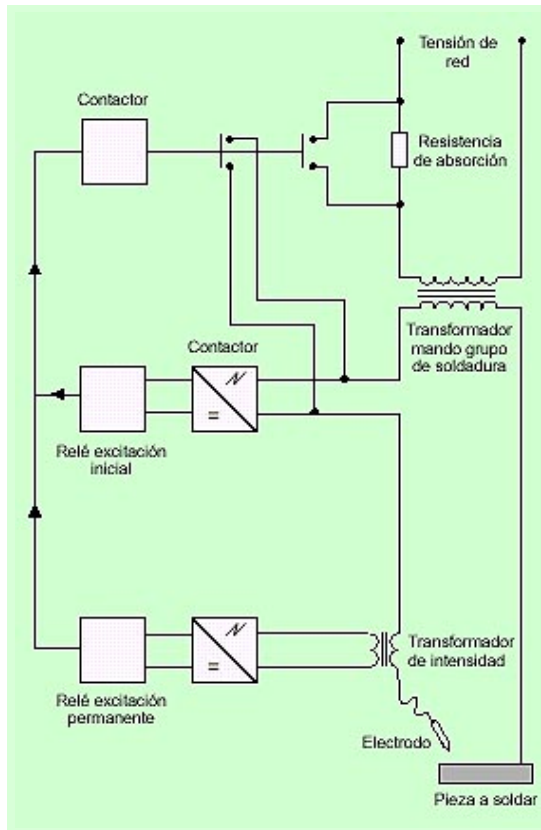 Tensión de
red
Contactor
Resistencia
de absorción
Transformador
mando grupo
de soldadura
Contactor
Relé excitación
inicial
Transformador
de intensidad
Relé excitación
permanente
Electrodo
Pieza a soldar